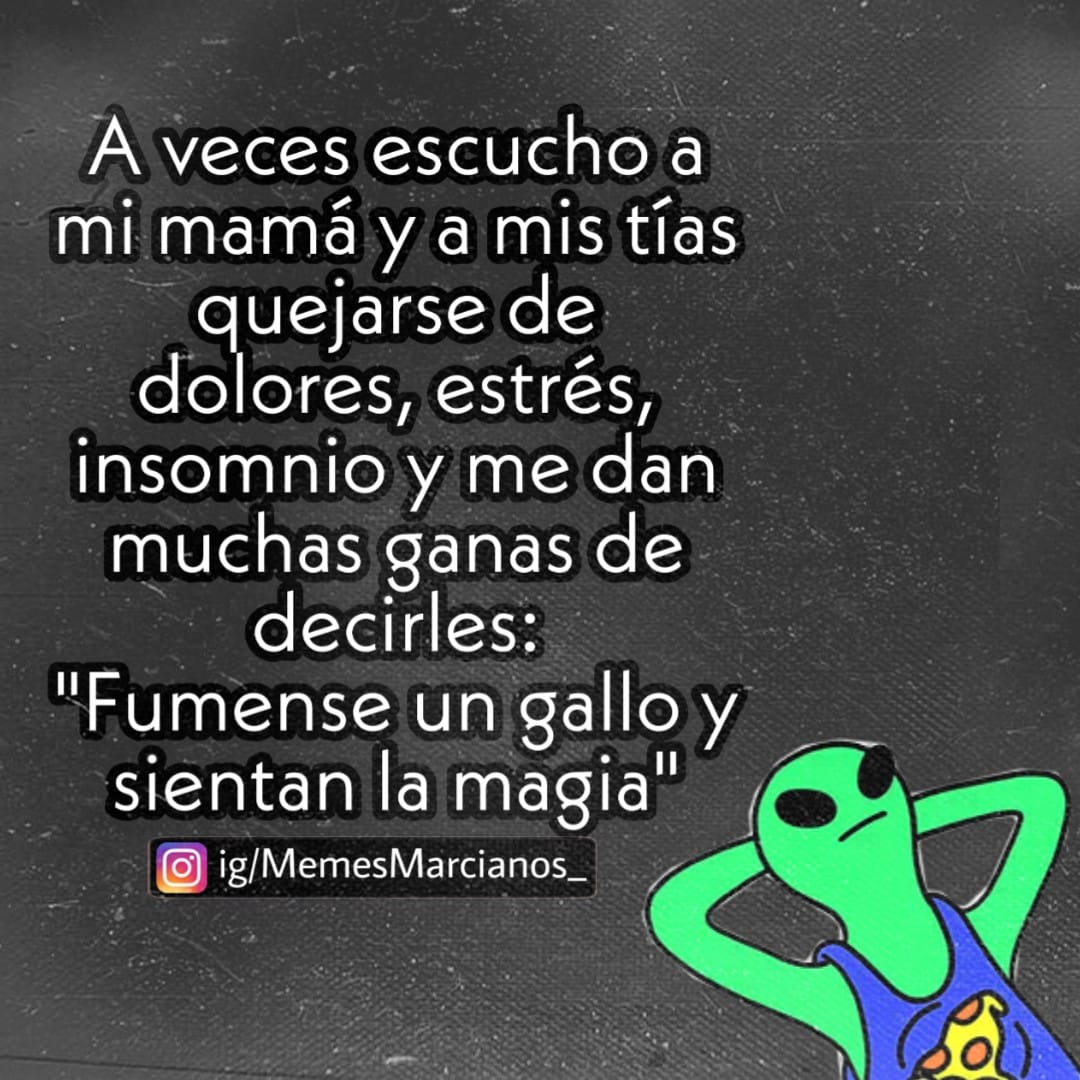 A veces escucho a
mi mamá y a mis tías
quejarse de
dolores, estrés,
insomnio y me dan
muchas ganas de
decirles:
"Fumense un gallo y
sientan la magia"
ig/MemesMarcianos_